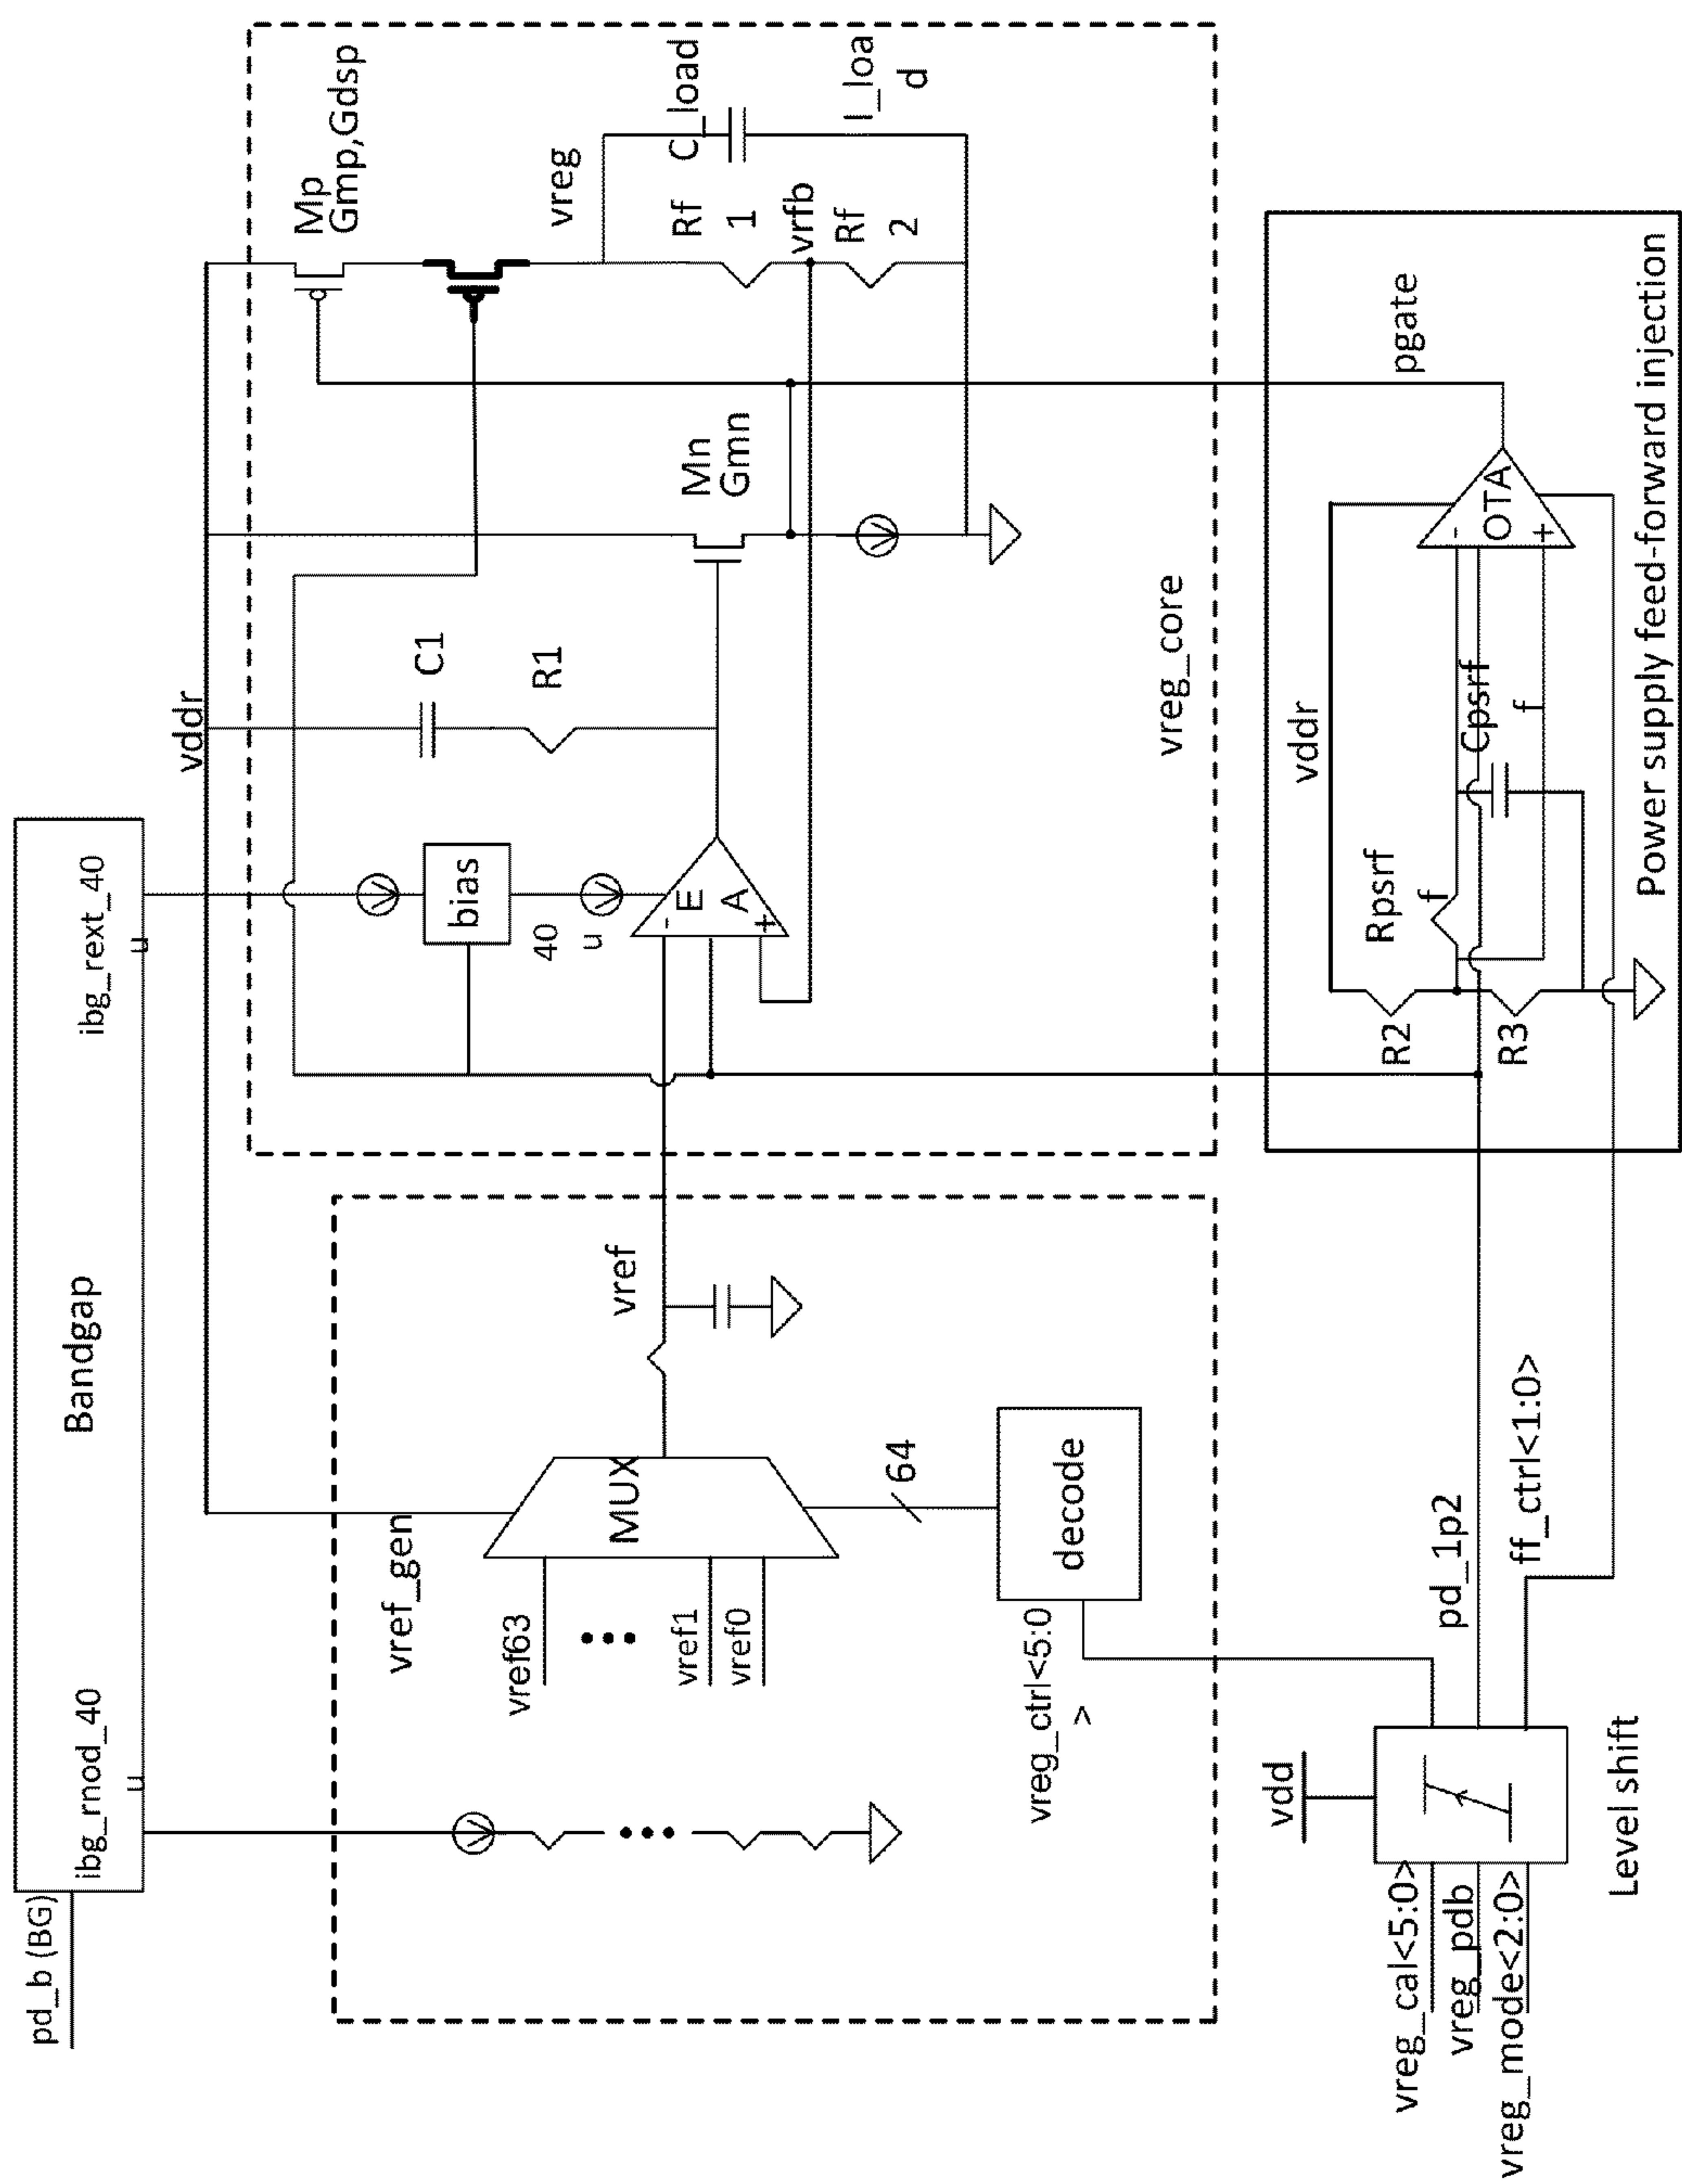 pd_b (BG)
Bandgap
ibg_rnod_40
u
ibg_rext_40
u
vddr
vref_gen
vref63
vref1
vref0
MUX
64
decode
vreg_ctrl<5:0
>
vref
bias
40
u
-
E
A
+
C1
R1
Mn
Gmn
Mp
Gmp,Gdsp
vreg
C_load
I_loa
d
Rf
1
vrfb
Rf
2
vreg_core
vdd
vreg_cal<5:0>
vreg_pdb
vreg_mode<2:0>
Level shift
pd_1p2
ff_ctrl<1:0>
vddr
R2
R3
Rpsrf
f
Cpsrf
f
-
OTA
+
pgate
Power supply feed-forward injection